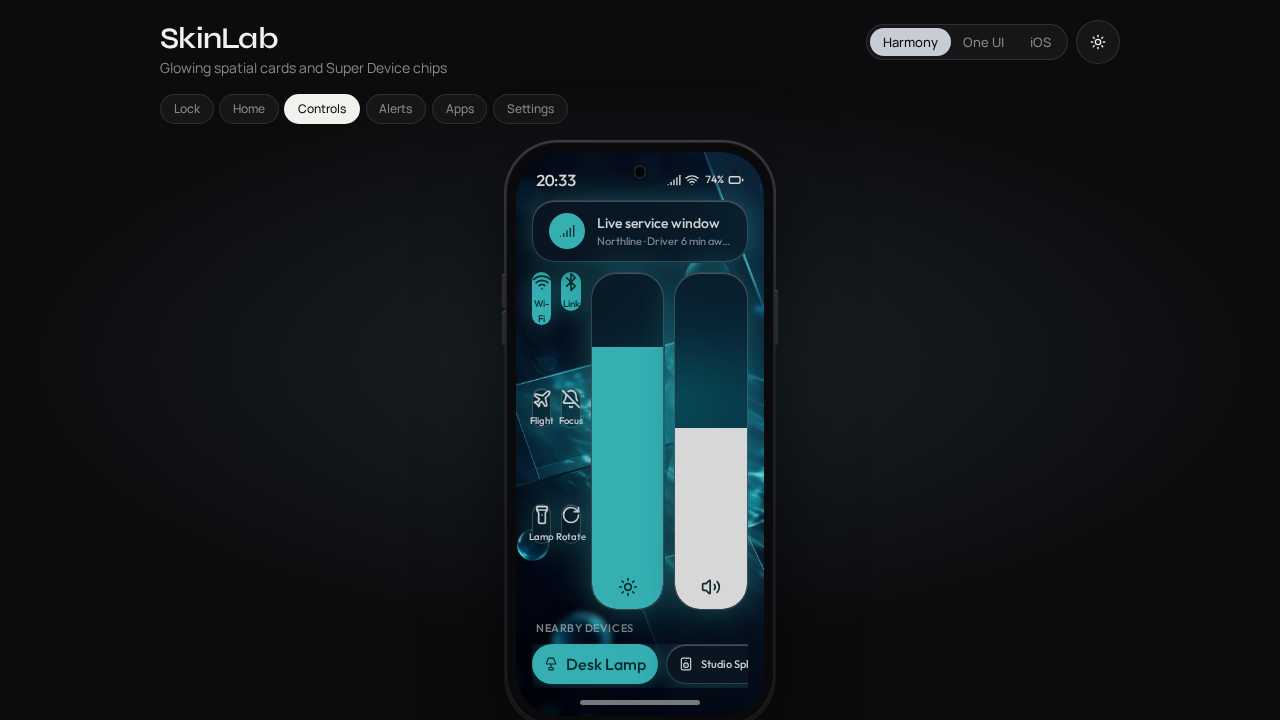 SkinLab
Glowing spatial cards and Super Device chips
Harmony One UI iOS
Lock Home Controls Alerts Apps Settings
20:33 74%
Live service window
Northline · Driver 6 min aw...
Wi-
Fi
Link
Flight Focus
Lamp Rotate
NEARBY DEVICES
Desk Lamp Studio Spl